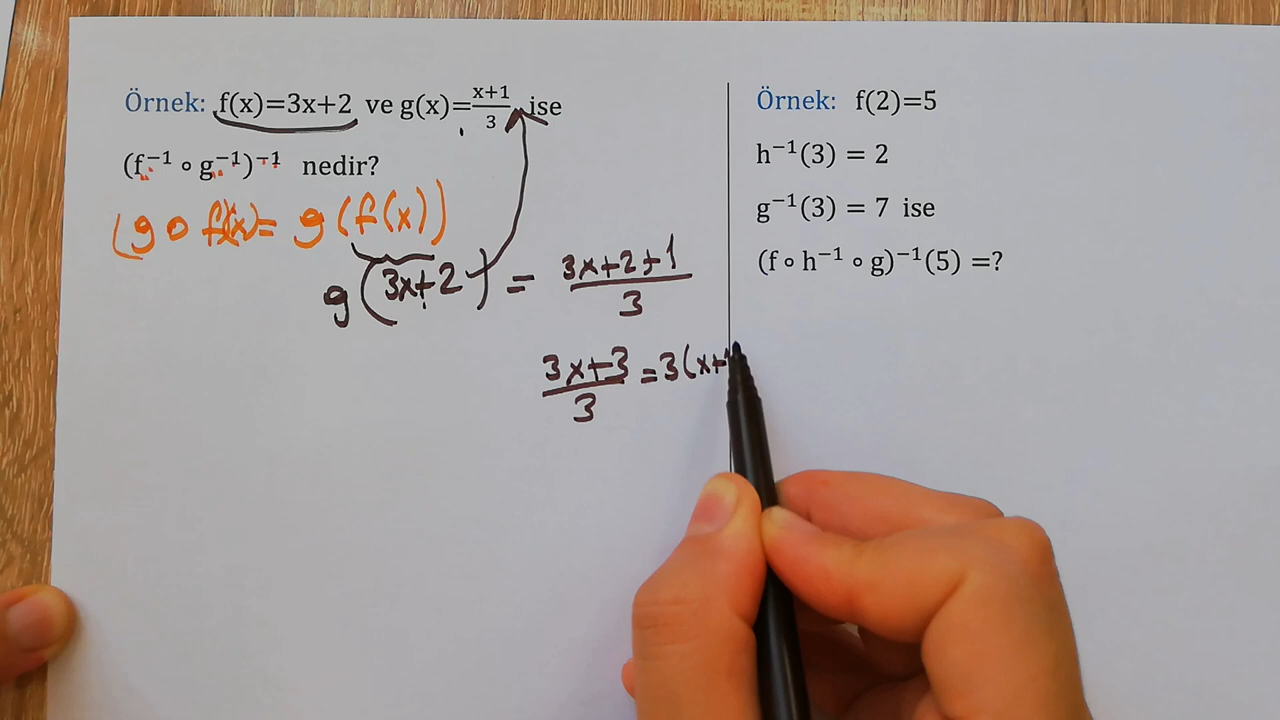 Örnek: f(x)=3x+2 ve g(x)=x+1/3 ise
(f⁻¹ ∘ g⁻¹)⁻¹ nedir?
(g o f)(x) = g(f(x))
g(3x+2) = 3x+2+1/3
3x+3/3 = 3(x+
Örnek: f(2)=5
h⁻¹(3) = 2
g⁻¹(3) = 7 ise
(f ∘ h⁻¹ ∘ g)⁻¹(5) =?